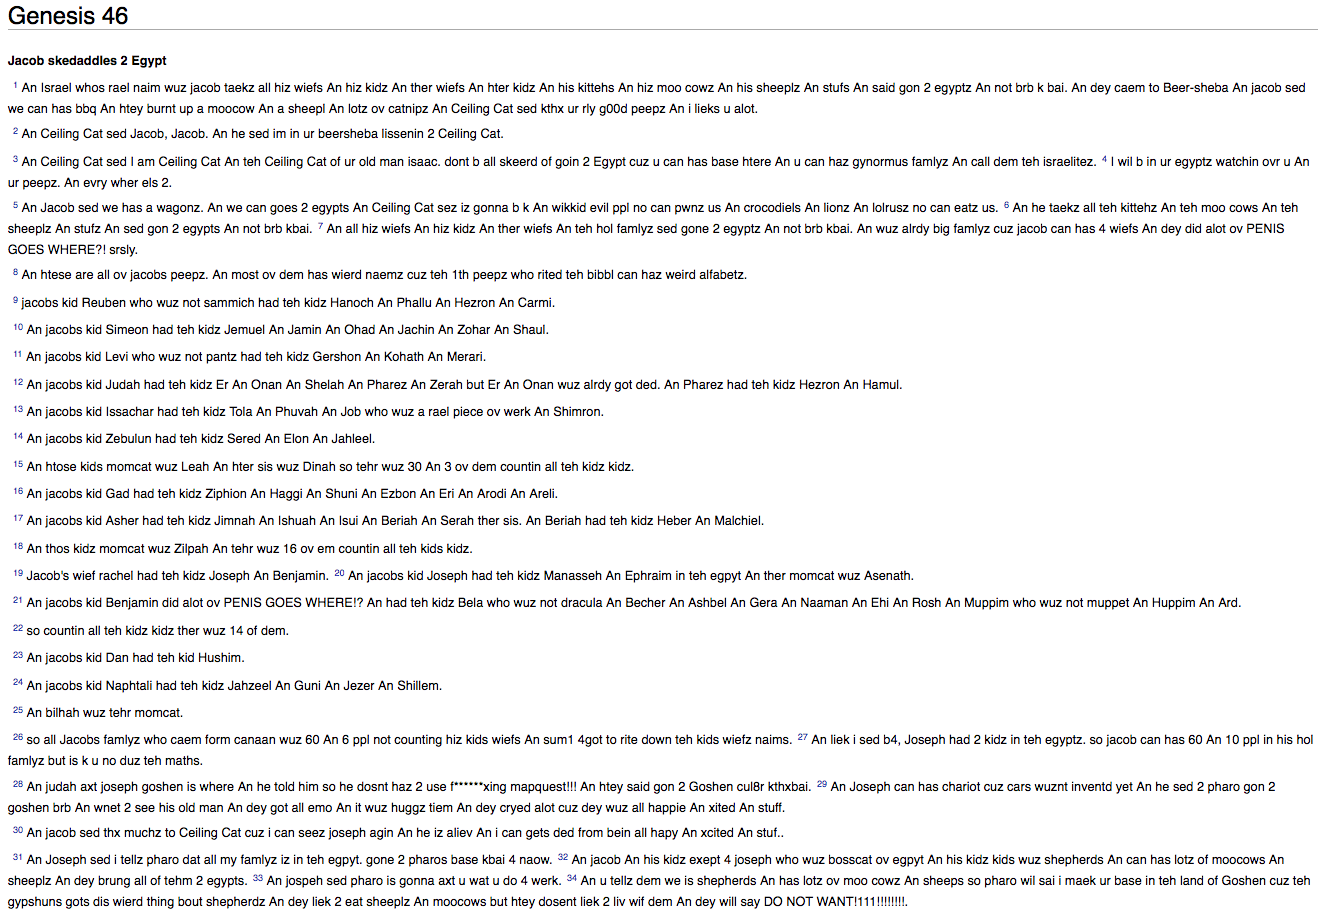 Genesis 46
Jacob skedaddles 2 Egypt
1 An Israel whos rael naim wuz jacob taekz all hiz wiefs An hiz kidz An ther wiefs An hter kidz An his kittehs An hiz moo cowz An his sheeplz An stufs An said gon 2 egyptz An not brb k bai. An dey caem to Beer-sheba An jacob sed
we can has bbq An htey burnt up a moocow An a sheepl An lotz ov catnipz An Ceiling Cat sed kthx ur rly g00d peepz An i lieks u alot.
2 An Ceiling Cat sed Jacob, Jacob. An he sed im in ur beersheba lissenin 2 Ceiling Cat.
3 An Ceiling Cat sed I am Ceiling Cat An teh Ceiling Cat of ur old man isaac. dont b all skeerd of goin 2 Egypt cuz u can has base htere An u can haz gynormus famlyz An call dem teh israelitez. 4 I wil b in ur egyptz watchin ovr u An
ur peepz. An evry wher els 2.
5 An Jacob sed we has a wagonz. An we can goes 2 egypts An Ceiling Cat sez iz gonna b k An wikkid evil ppl no can pwnz us An crocodiels An lionz An lolrusz no can eatz us. 6 An he taekz all teh kittehz An teh moo cows An teh
sheeplz An stufz An sed gon 2 egypts An not brb kbai. 7 An all hiz wiefs An hiz kidz An ther wiefs An teh hol famlyz sed gone 2 egyptz An not brb kbai. An wuz alrdy big famlyz cuz jacob can has 4 wiefs An dey did alot ov PENIS
GOES WHERE?! srsly.
8 An htese are all ov jacobs peepz. An most ov dem has wierd naemz cuz teh 1th peepz who rited teh bibbl can haz weird alfabetz.
9 jacobs kid Reuben who wuz not sammich had teh kidz Hanoch An Phallu An Hezron An Carmi.
10 An jacobs kid Simeon had teh kidz Jemuel An Jamin An Ohad An Jachin An Zohar An Shaul.
11 An jacobs kid Levi who wuz not pantz had teh kidz Gershon An Kohath An Merari.
12 An jacobs kid Judah had teh kidz Er An Onan An Shelah An Pharez An Zerah but Er An Onan wuz alrdy got ded. An Pharez had teh kidz Hezron An Hamul.
13 An jacobs kid Issachar had teh kidz Tola An Phuvah An Job who wuz a rael piece ov werk An Shimron.
14 An jacobs kid Zebulun had teh kidz Sered An Elon An Jahleel.
15 An htose kids momcat wuz Leah An hter sis wuz Dinah so tehr wuz 30 An 3 ov dem countin all teh kidz kidz.
16 An jacobs kid Gad had teh kidz Ziphion An Haggi An Shuni An Ezbon An Eri An Arodi An Areli.
17 An jacobs kid Asher had teh kidz Jimnah An Ishuah An Isui An Beriah An Serah ther sis. An Beriah had teh kidz Heber An Malchiel.
18 An thos kidz momcat wuz Zilpah An tehr wuz 16 ov em countin all teh kids kidz.
19 Jacob's wief rachel had teh kidz Joseph An Benjamin. 20 An jacobs kid Joseph had teh kidz Manasseh An Ephraim in teh egpyt An ther momcat wuz Asenath.
21 An jacobs kid Benjamin did alot ov PENIS GOES WHERE!? An had teh kidz Bela who wuz not dracula An Becher An Ashbel An Gera An Naaman An Ehi An Rosh An Muppim who wuz not muppet An Huppim An Ard.
22 so countin all teh kidz kidz ther wuz 14 of dem.
23 An jacobs kid Dan had teh kid Hushim.
24 An jacobs kid Naphtali had teh kidz Jahzeel An Guni An Jezer An Shillem.
25 An bilhah wuz tehr momcat.
26 so all Jacobs famlyz who caem form canaan wuz 60 An 6 ppl not counting hiz kids wiefs An sum1 4got to rite down teh kids wiefz naims. 27 An liek i sed b4, Joseph had 2 kidz in teh egyptz. so jacob can has 60 An 10 ppl in his hol
famlyz but is k u no duz teh maths.
28 An judah axt joseph goshen is where An he told him so he dosnt haz 2 use f******xing mapquest!!! An htey said gon 2 Goshen cul8r kthxbai. 29 An Joseph can has chariot cuz cars wuznt inventd yet An he sed 2 pharo gon 2
goshen brb An wnet 2 see his old man An dey got all emo An it wuz huggz tiem An dey cryed alot cuz dey wuz all happie An xited An stuff.
30 An jacob sed thx muchz to Ceiling Cat cuz i can seez joseph agin An he iz aliev An i can gets ded from bein all hapy An xcited An stuf..
31 An Joseph sed i tellz pharo dat all my famlyz iz in teh egpyt. gone 2 pharos base kbai 4 naow. 32 An jacob An his kidz exept 4 joseph who wuz bosscat ov egpyt An his kidz kids wuz shepherds An can has lotz of moocows An
sheeplz An dey brung all of tehm 2 egypts. 33 An jospeh sed pharo is gonna axt u wat u do 4 werk. 34 An u tellz dem we is shepherds An has lotz ov moo cowz An sheeps so pharo wil sai i maek ur base in teh land of Goshen cuz teh
gypshuns gots dis wierd thing bout shepherdz An dey liek 2 eat sheeplz An moocows but htey dosent liek 2 liv wif dem An dey will say DO NOT WANT!111!!!!!!!!.